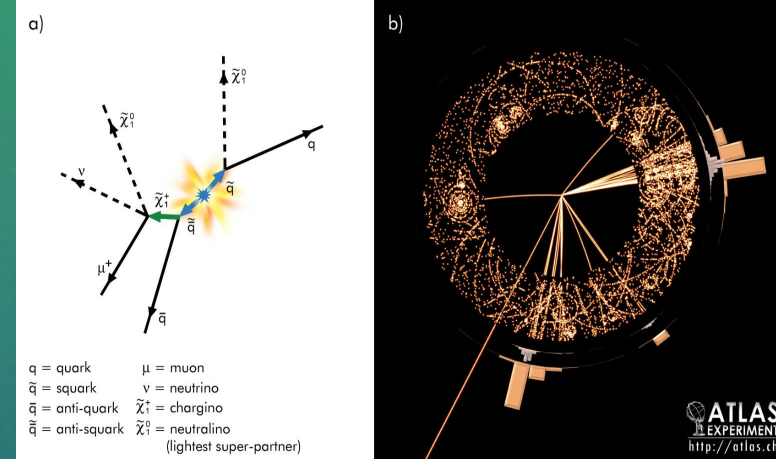 a)
χ̃₁⁰
χ̃₁⁰
q
ν
q̃
χ̃₁⁺
q̃̄
μ⁺
q̄
q = quark
q̃ = squark
q̄ = anti-quark
q̃̄ = anti-squark
μ = muon
ν = neutrino
χ̃₁⁺ = chargino
χ̃₁⁰ = neutralino
(lightest super-partner)
b)
ATLAS
EXPERIMENT
http://atlas.ch